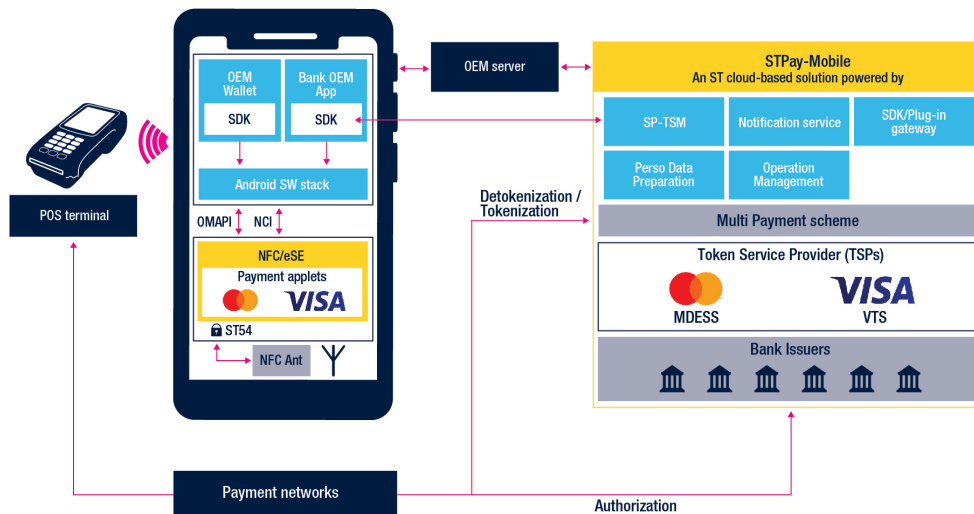 POS terminal
OEM
Wallet
SDK
Bank OEM
App
SDK
Android SW stack
OMAPI
NCI
NFC/eSE
Payment applets
VISA
ST54
NFC Ant
OEM server
STPay-Mobile
An ST cloud-based solution powered by
SP-TSM
Notification service
SDK/Plug-in
gateway
Perso Data
Preparation
Operation
Management
Detokenization /
Tokenization
Multi Payment scheme
Token Service Provider (TSPs)
VISA
MDESS
VTS
Bank Issuers
Payment networks
Authorization